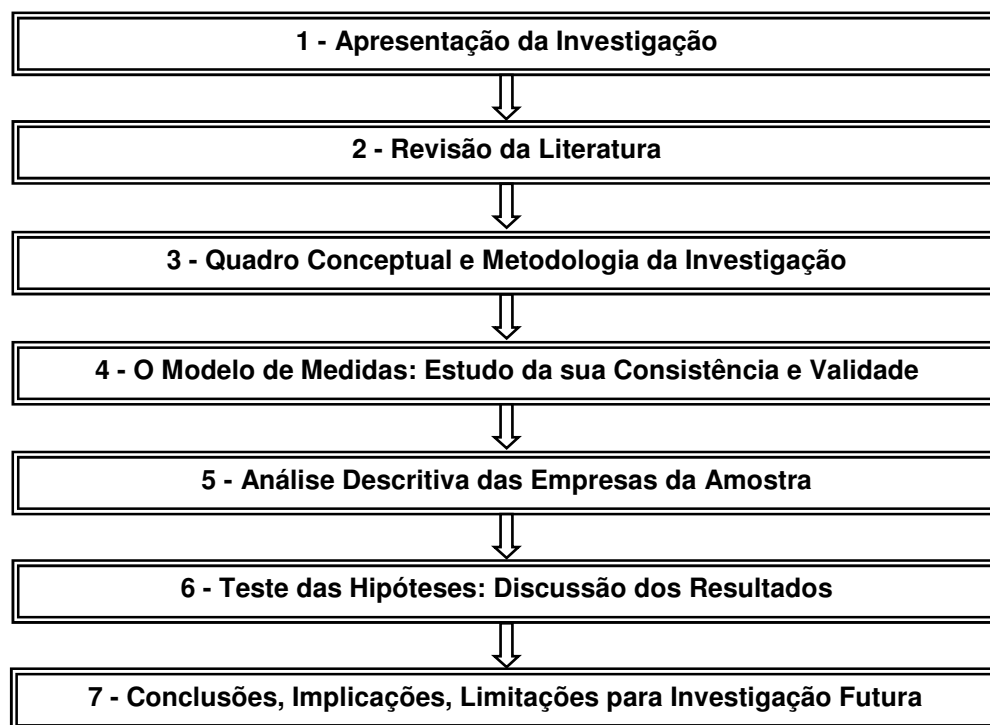 1 - Apresentação da Investigação
2 - Revisão da Literatura
3 - Quadro Conceptual e Metodologia da Investigação
4 - O Modelo de Medidas: Estudo da sua Consistência e Validade
5 - Análise Descritiva das Empresas da Amostra
6 - Teste das Hipóteses: Discussão dos Resultados
7 - Conclusões, Implicações, Limitações para Investigação Futura